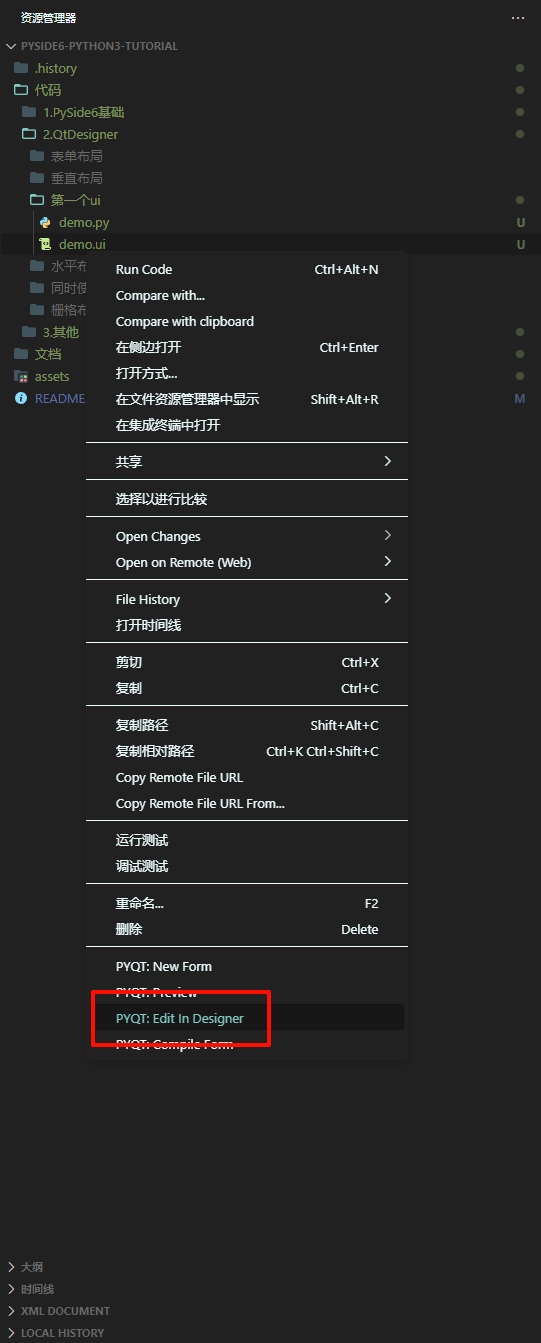 资源管理器
PYSIDE6-PYTHON3-TUTORIAL
.history
代码
1.PySide6基础
2.QtDesigner
表单布局
垂直布局
第一个ui
demo.py U
demo.ui U
水平布
同时使
栅格布
3.其他
文档
assets
README. M
Run Code Ctrl+Alt+N
Compare with...
Compare with clipboard
在侧边打开 Ctrl+Enter
打开方式...
在文件资源管理器中显示 Shift+Alt+R
在集成终端中打开
共享
选择以进行比较
Open Changes
Open on Remote (Web)
File History
打开时间线
剪切 Ctrl+X
复制 Ctrl+C
复制路径 Shift+Alt+C
复制相对路径 Ctrl+K Ctrl+Shift+C
Copy Remote File URL
Copy Remote File URL From...
运行测试
调试测试
重命名... F2
删除 Delete
PYQT: New Form
PYQT: Preview
PYQT: Edit In Designer
PYQT: Compile Form
大纲
时间线
XML DOCUMENT
LOCAL HISTORY